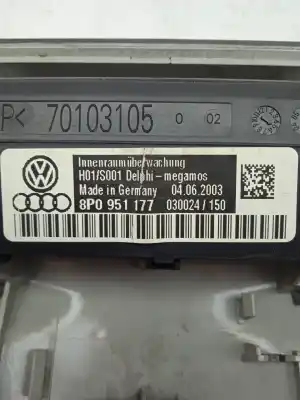 P< 70103105 0 02
Innenraumüberwachung
H01/S001 Delphi-megamos
Made in Germany 04.06.2003
8P0 951 177 030024/150